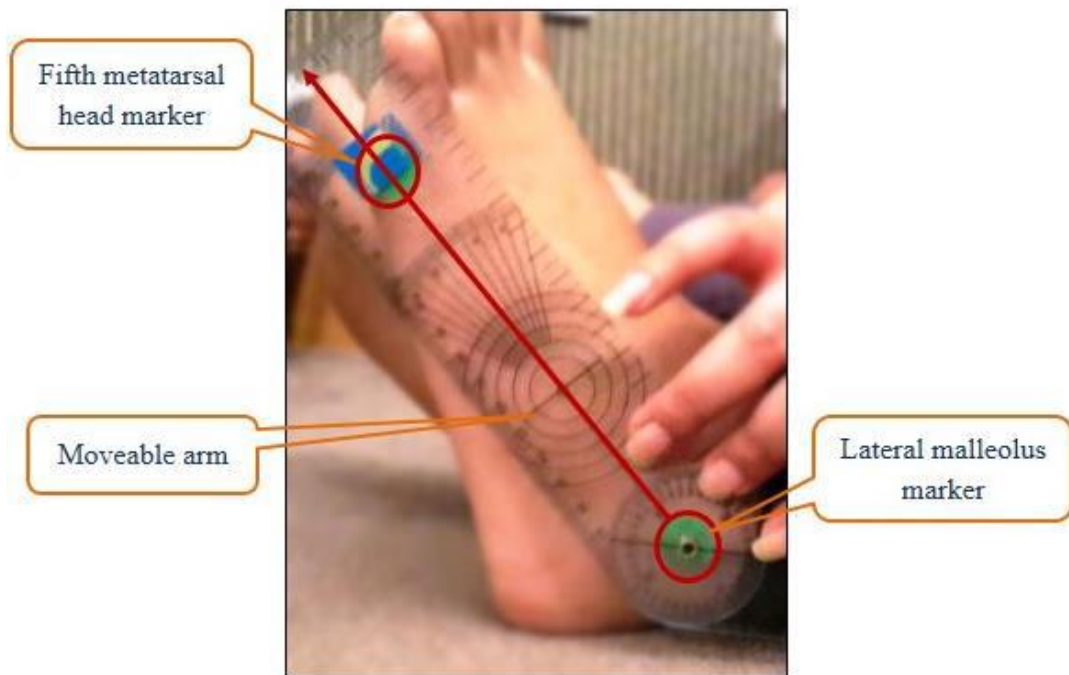 Fifth metatarsal
head marker
Moveable arm
Lateral malleolus
marker